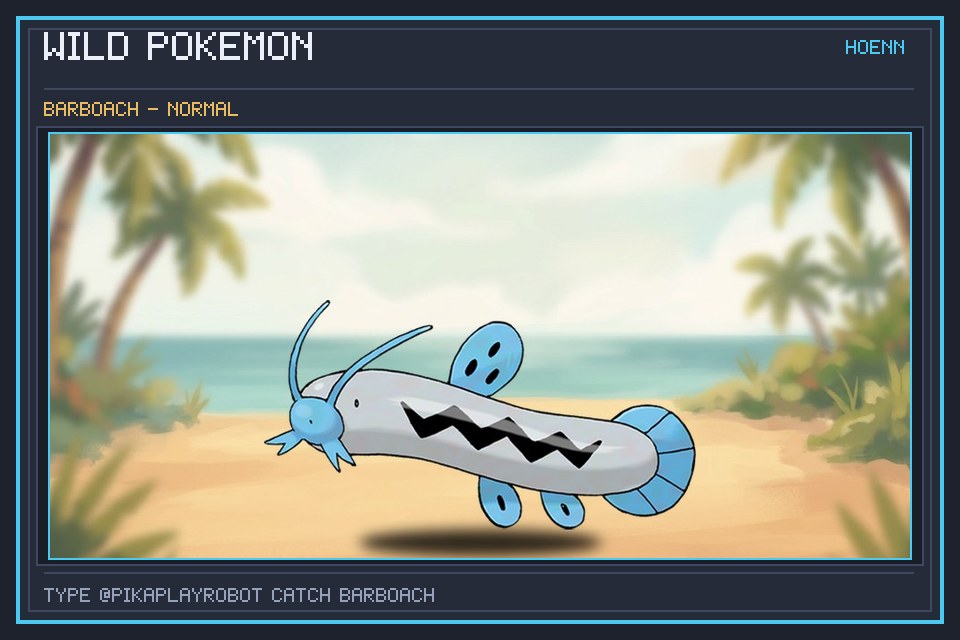 WILD POKEMON
HOENN
BARBOACH - NORMAL
TYPE @PIKAPLAYROBOT CATCH BARBOACH